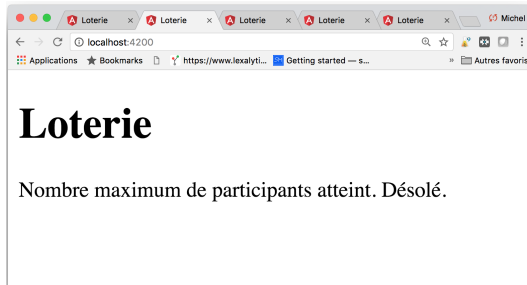 Loterie Loterie Loterie Loterie Loterie Michel
localhost:4200
Applications Bookmarks https://www.lexalyti... Getting started — s... » Autres favoris
Loterie
Nombre maximum de participants atteint. Désolé.